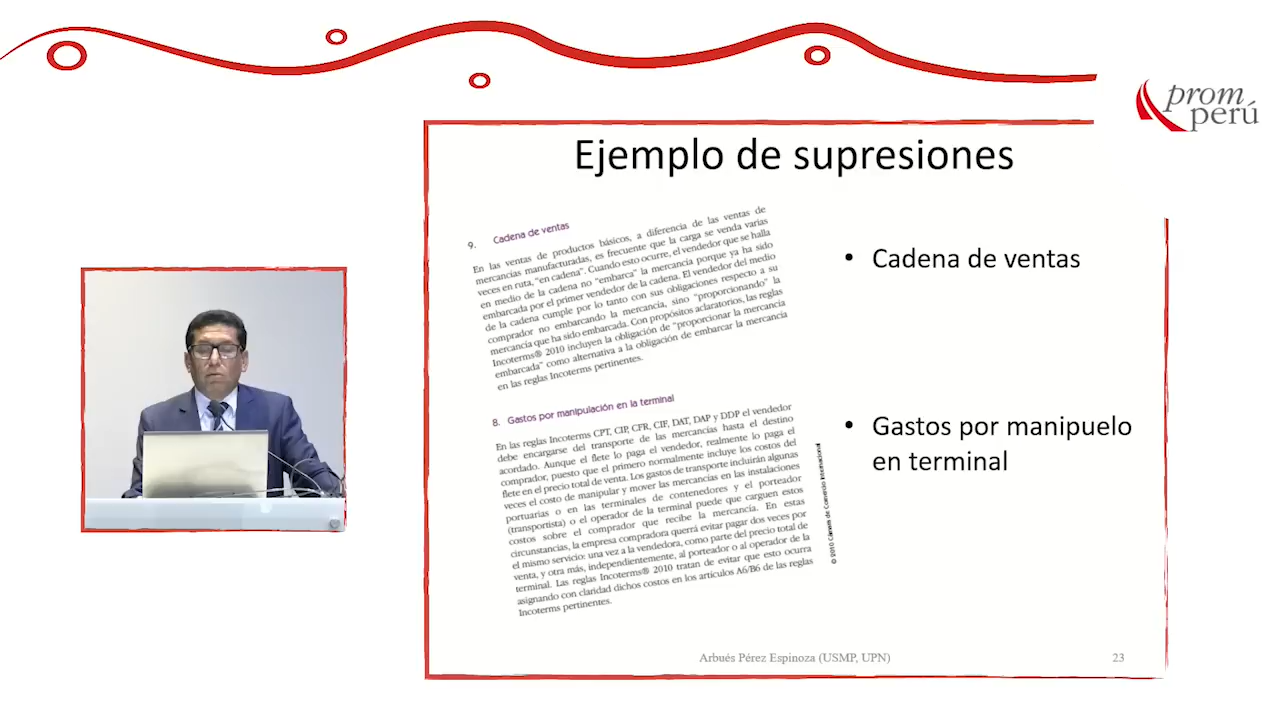 prom
perú
Ejemplo de supresiones
9. Cadena de ventas
En las ventas de productos básicos, a diferencia de las ventas de
mercancías manufacturadas, es frecuente que la carga se venda varias
veces en ruta, "en cadena". Cuando esto ocurre, el vendedor que se halla
en medio de la cadena no "embarca" la mercancía porque ya ha sido
embarcada por el primer vendedor de la cadena. El vendedor del medio
de la cadena cumple por lo tanto con sus obligaciones respecto a su
comprador no embarcando la mercancía, sino "proporcionando" la
mercancía que ha sido embarcada. Con propósitos aclaratorios, las reglas
Incoterms® 2010 incluyen la obligación de "proporcionar la mercancía
embarcada" como alternativa a la obligación de embarcar la mercancía
en las reglas Incoterms pertinentes.
• Cadena de ventas
8. Gastos por manipulación en la terminal
En las reglas Incoterms CPT, CIP, CFR, CIF, DAT, DAP y DDP el vendedor
debe encargarse del transporte de las mercancías hasta el destino
acordado. Aunque el flete lo paga el vendedor, realmente lo paga el
comprador, puesto que el primero normalmente incluye los costos del
flete en el precio total de venta. Los gastos de transporte incluirán algunas
veces el costo de manipular y mover las mercancías en las instalaciones
portuarias o en las terminales de contenedores y el porteador
(transportista) o el operador de la terminal puede que carguen estos
costos sobre el comprador que recibe la mercancía. En estas
circunstancias, la empresa compradora querrá evitar pagar dos veces por
el mismo servicio: una vez a la vendedora, como parte del precio total de
venta, y otra más, independientemente, al porteador o al operador de la
terminal. Las reglas Incoterms® 2010 tratan de evitar que esto ocurra
asignando con claridad dichos costos en los artículos A6/B6 de las reglas
Incoterms pertinentes.
© 2010 Cámara de Comercio Internacional
• Gastos por manipuelo
en terminal
Arbués Pérez Espinoza (USMP, UPN)
23